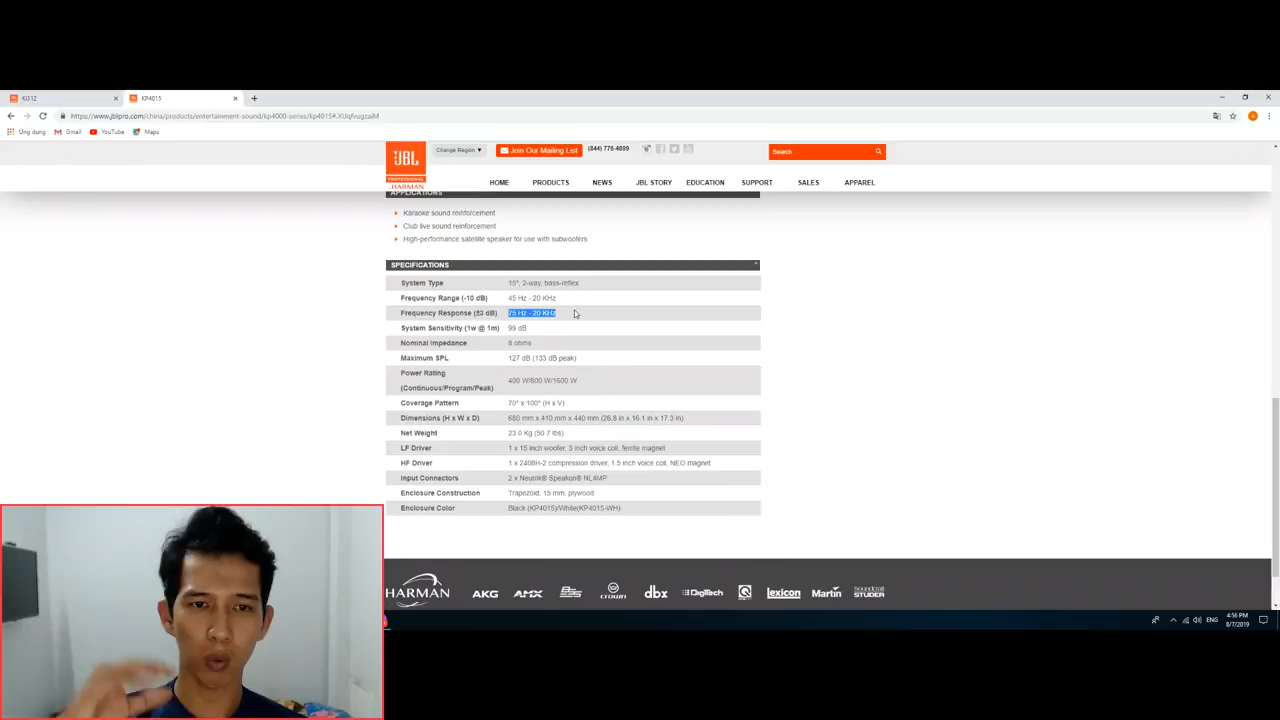 Ki312
KP4015
https://www.jblpro.com/china/products/entertainment-sound/kp4000-series/kp4015#.XUqfvugzaiM
Ứng dụng Gmail YouTube Maps
JBL
PROFESSIONAL
HARMAN
Change Region ▼
Join Our Mailing List
(844) 776-4899
Search
HOME PRODUCTS NEWS JBL STORY EDUCATION SUPPORT SALES APPAREL
APPLICATIONS
Karaoke sound reinforcement
Club live sound reinforcement
High-performance satellite speaker for use with subwoofers
SPECIFICATIONS
System Type 15", 2-way, bass-reflex
Frequency Range (-10 dB) 45 Hz - 20 KHz
Frequency Response (±3 dB) 75 Hz - 20 KHz
System Sensitivity (1w @ 1m) 99 dB
Nominal Impedance 8 ohms
Maximum SPL 127 dB (133 dB peak)
Power Rating
(Continuous/Program/Peak) 400 W/800 W/1600 W
Coverage Pattern 70° x 100° (H x V)
Dimensions (H x W x D) 680 mm x 410 mm x 440 mm (26.8 in x 16.1 in x 17.3 in)
Net Weight 23.0 Kg (50.7 lbs)
LF Driver 1 x 15 inch woofer, 3 inch voice coil, ferrite magnet
HF Driver 1 x 2408H-2 compression driver, 1.5 inch voice coil, NEO magnet
Input Connectors 2 x Neutrik® Speakon® NL4MP
Enclosure Construction Trapezoid, 15 mm, plywood
Enclosure Color Black (KP4015)/White(KP4015-WH)
HARMAN AKG AMX BSS crown dbx DigiTech lexicon Martin Soundcraft STUDER
ENG
4:56 PM
8/7/2019